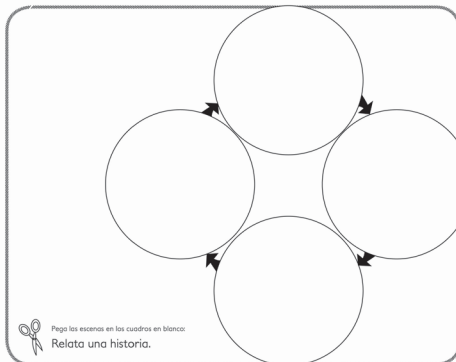 Pega las escenas en los cuadros en blanco:
Relata una historia.